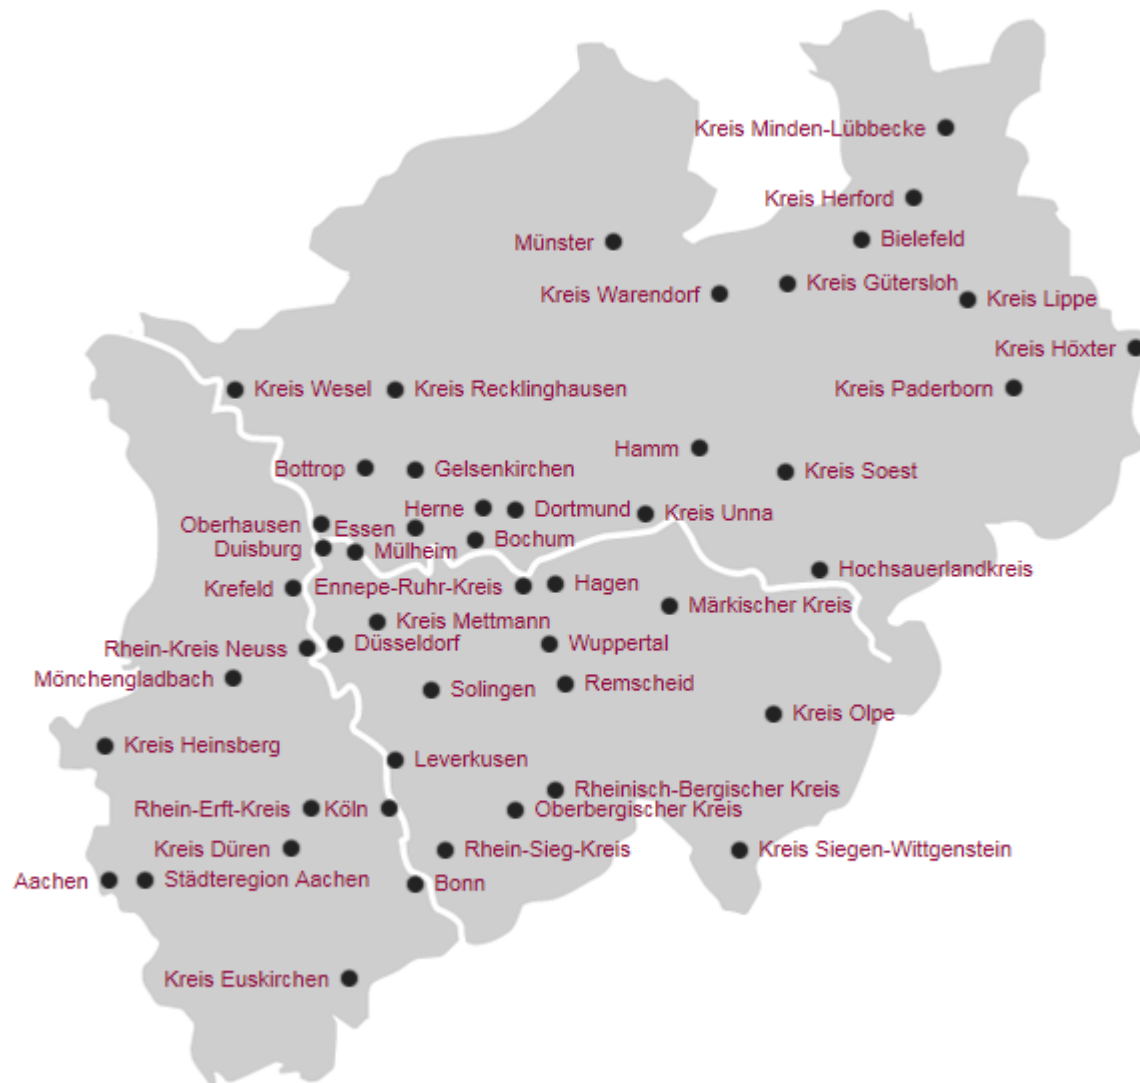 Kreis Minden-Lübbecke
Kreis Herford
Münster
Bielefeld
Kreis Warendorf
Kreis Gütersloh
Kreis Lippe
Kreis Höxter
Kreis Wesel
Kreis Recklinghausen
Kreis Paderborn
Hamm
Bottrop
Gelsenkirchen
Kreis Soest
Herne
Dortmund
Kreis Unna
Oberhausen
Essen
Bochum
Duisburg
Mülheim
Hochsauerlandkreis
Krefeld
Ennepe-Ruhr-Kreis
Hagen
Märkischer Kreis
Kreis Mettmann
Rhein-Kreis Neuss
Düsseldorf
Wuppertal
Mönchengladbach
Solingen
Remscheid
Kreis Olpe
Kreis Heinsberg
Leverkusen
Rheinisch-Bergischer Kreis
Rhein-Erft-Kreis
Köln
Oberbergischer Kreis
Kreis Düren
Rhein-Sieg-Kreis
Kreis Siegen-Wittgenstein
Aachen
Städteregion Aachen
Bonn
Kreis Euskirchen